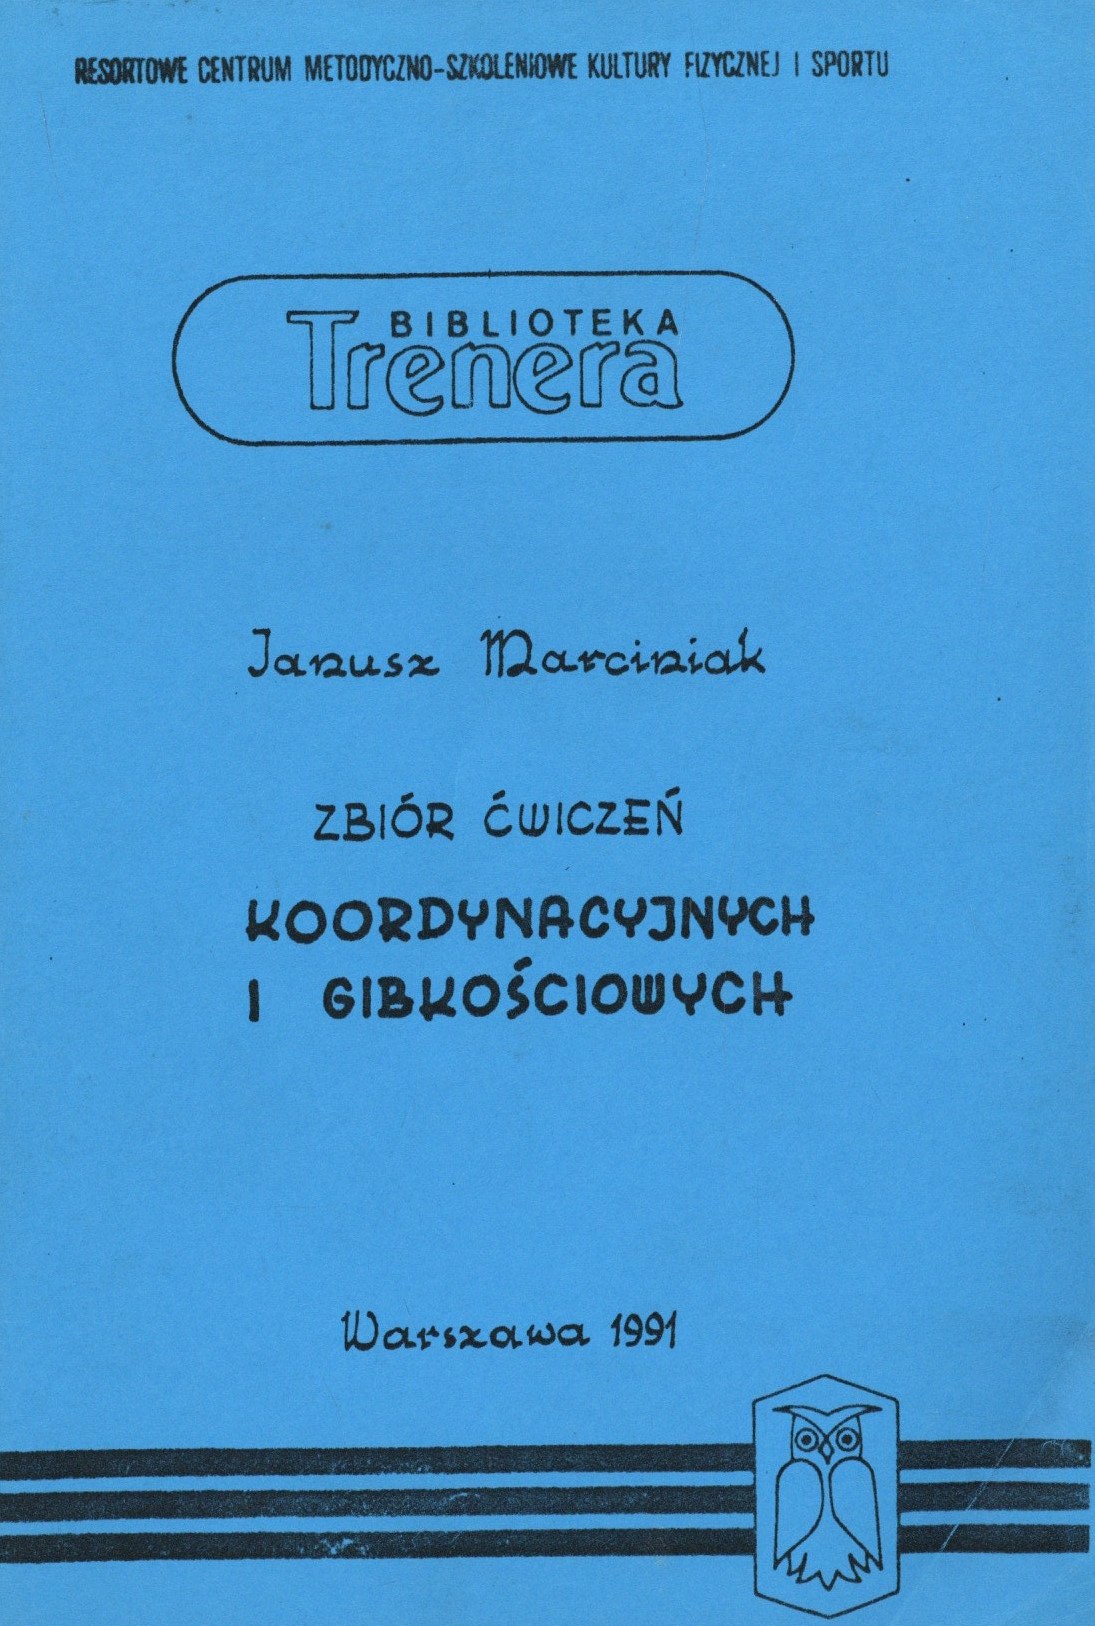 RESORTOWE CENTRUM METODYCZNO-SZKOLENIOWE KULTURY FIZYCZNEJ I SPORTU
BIBLIOTEKA
Trenera
Janusz Marciniak
ZBIÓR ĆWICZEŃ
KOORDYNACYJNYCH
I GIBKOŚCIOWYCH
Warszawa 1991